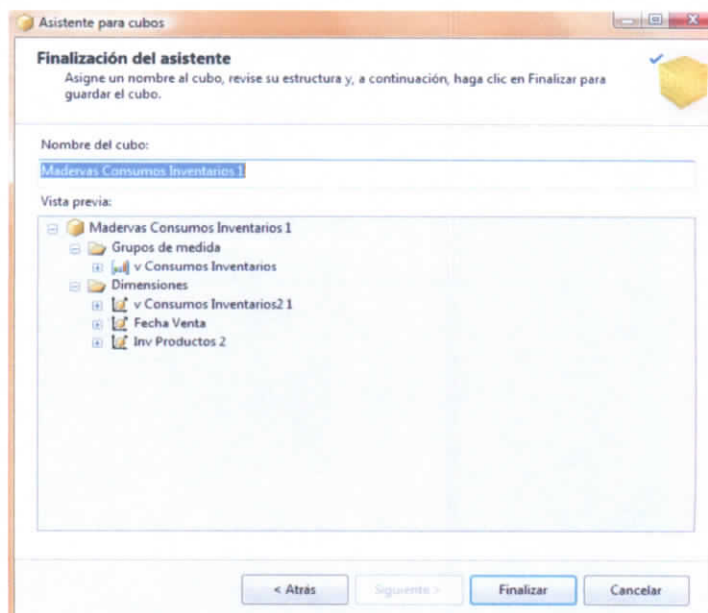 Asistente para cubos
Finalización del asistente
Asigne un nombre al cubo, revise su estructura y, a continuación, haga clic en Finalizar para
guardar el cubo.
Nombre del cubo:
Madervas Consumos Inventarios 1
Vista previa:
Madervas Consumos Inventarios 1
Grupos de medida
v Consumos Inventarios
Dimensiones
v Consumos Inventarios2 1
Fecha Venta
Inv Productos 2
< Atrás Siguiente > Finalizar Cancelar